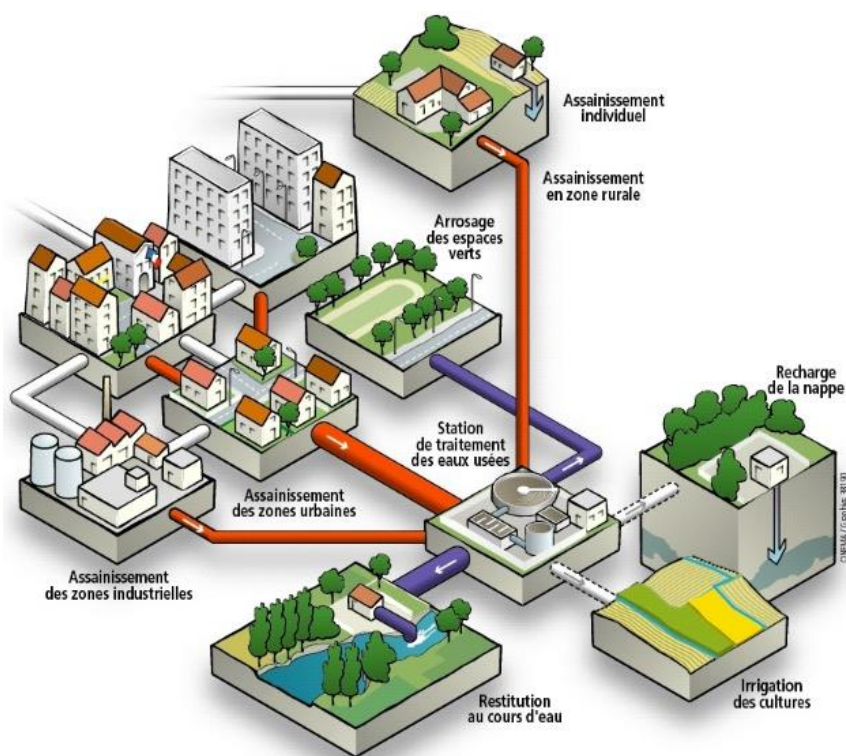 Assainissement
individuel
Assainissement
en zone rurale
Arrosage
des espaces
verts
Recharge
de la nappe
Station
de traitement
des eaux usées
Assainissement
des zones urbaines
Assainissement
des zones industrielles
Restitution
au cours d'eau
Irrigation
des cultures